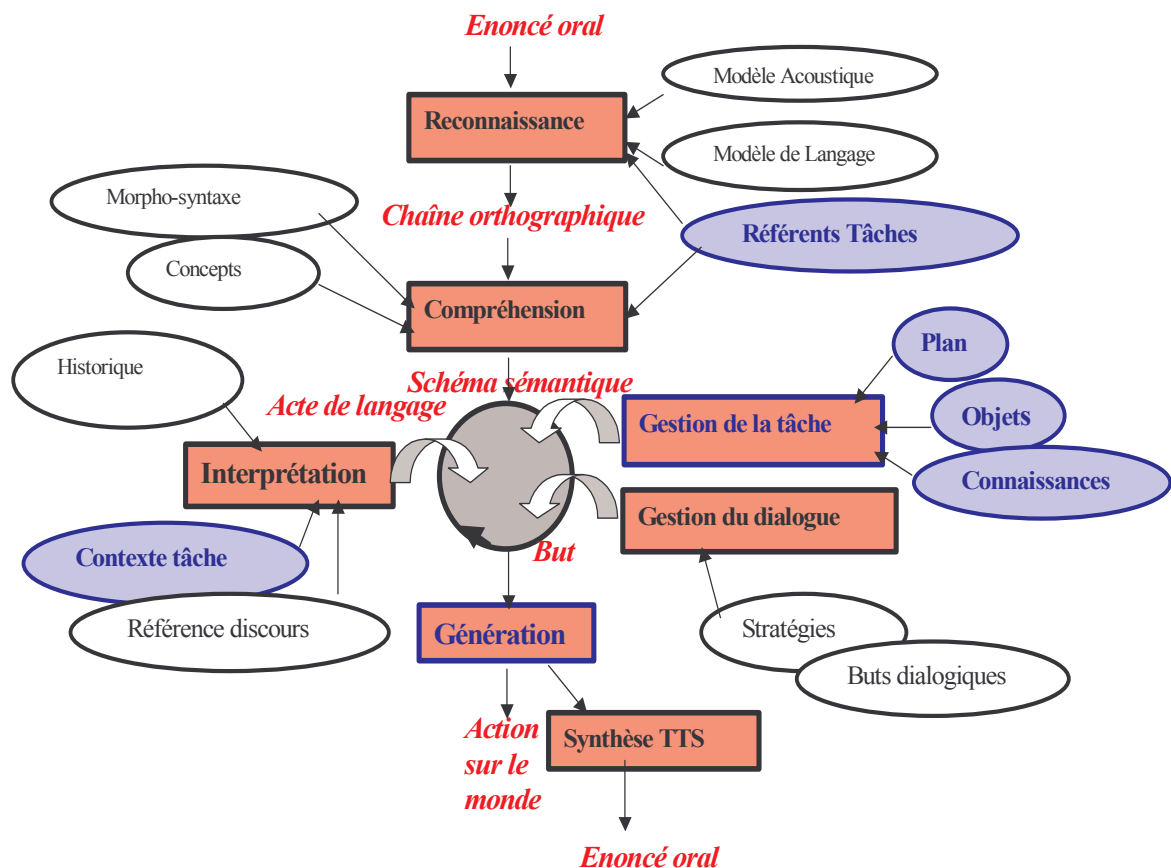 Enoncé oral
Modèle Acoustique
Reconnaissance
Modèle de Langage
Morpho-syntaxe
Chaîne orthographique
Référents Tâches
Concepts
Compréhension
Plan
Historique
Schéma sémantique
Acte de langage
Gestion de la tâche
Objets
Interprétation
Connaissances
Gestion du dialogue
Contexte tâche
But
Référence discours
Génération
Stratégies
Buts dialogiques
Action
sur le
monde
Synthèse TTS
Enoncé oral